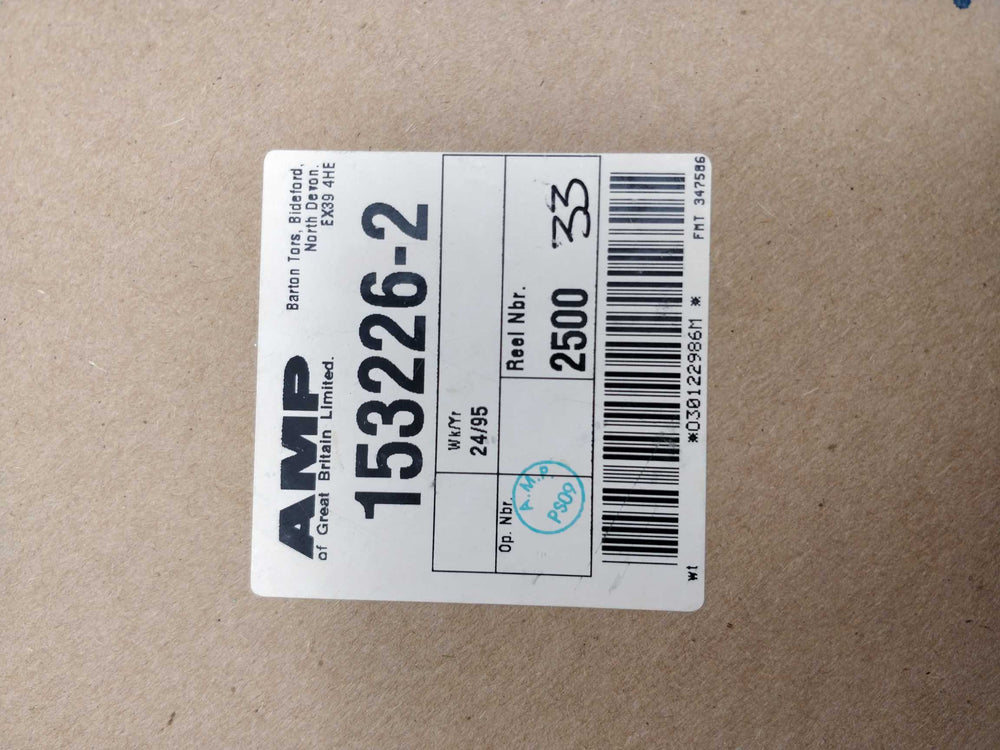 AMP
of Great Britain Limited.
Barton Tors, Bideford,
North Devon.
EX39 4HE
153226-2
Wk/Yr
24/95
Op. Nbr.
A.M.P
PS09
Reel Nbr.
2500
33
wt
*030122986M *
FMT 347586